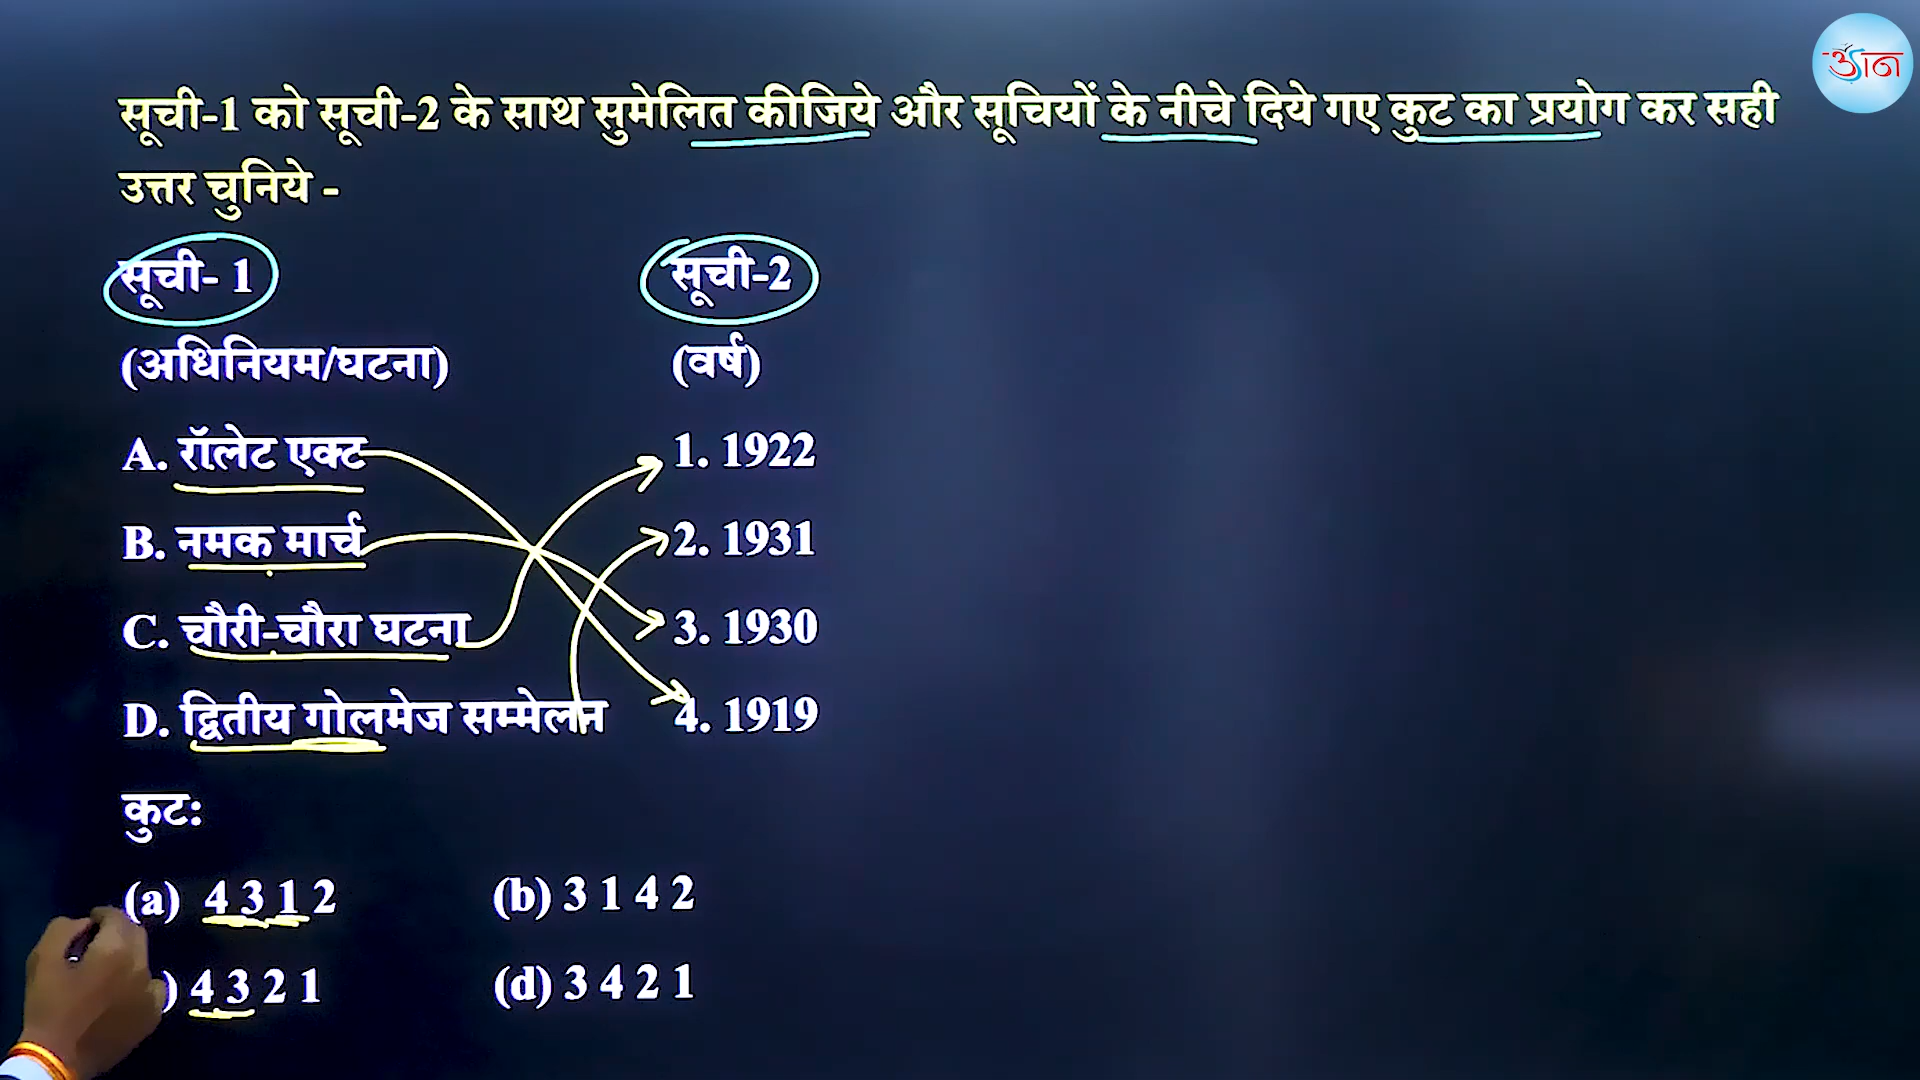 सूची-1 को सूची-2 के साथ सुमेलित कीजिये और सूचियों के नीचे दिये गए कुट का प्रयोग कर सही
उत्तर चुनिये -
सूची- 1 सूची-2
(अधिनियम/घटना) (वर्ष)
A. रॉलेट एक्ट 1. 1922
B. नमक मार्च 2. 1931
C. चौरी-चौरा घटना 3. 1930
D. द्वितीय गोलमेज सम्मेलन 4. 1919
कुटः
(a) 4 3 1 2 (b) 3 1 4 2
) 4 3 2 1 (d) 3 4 2 1